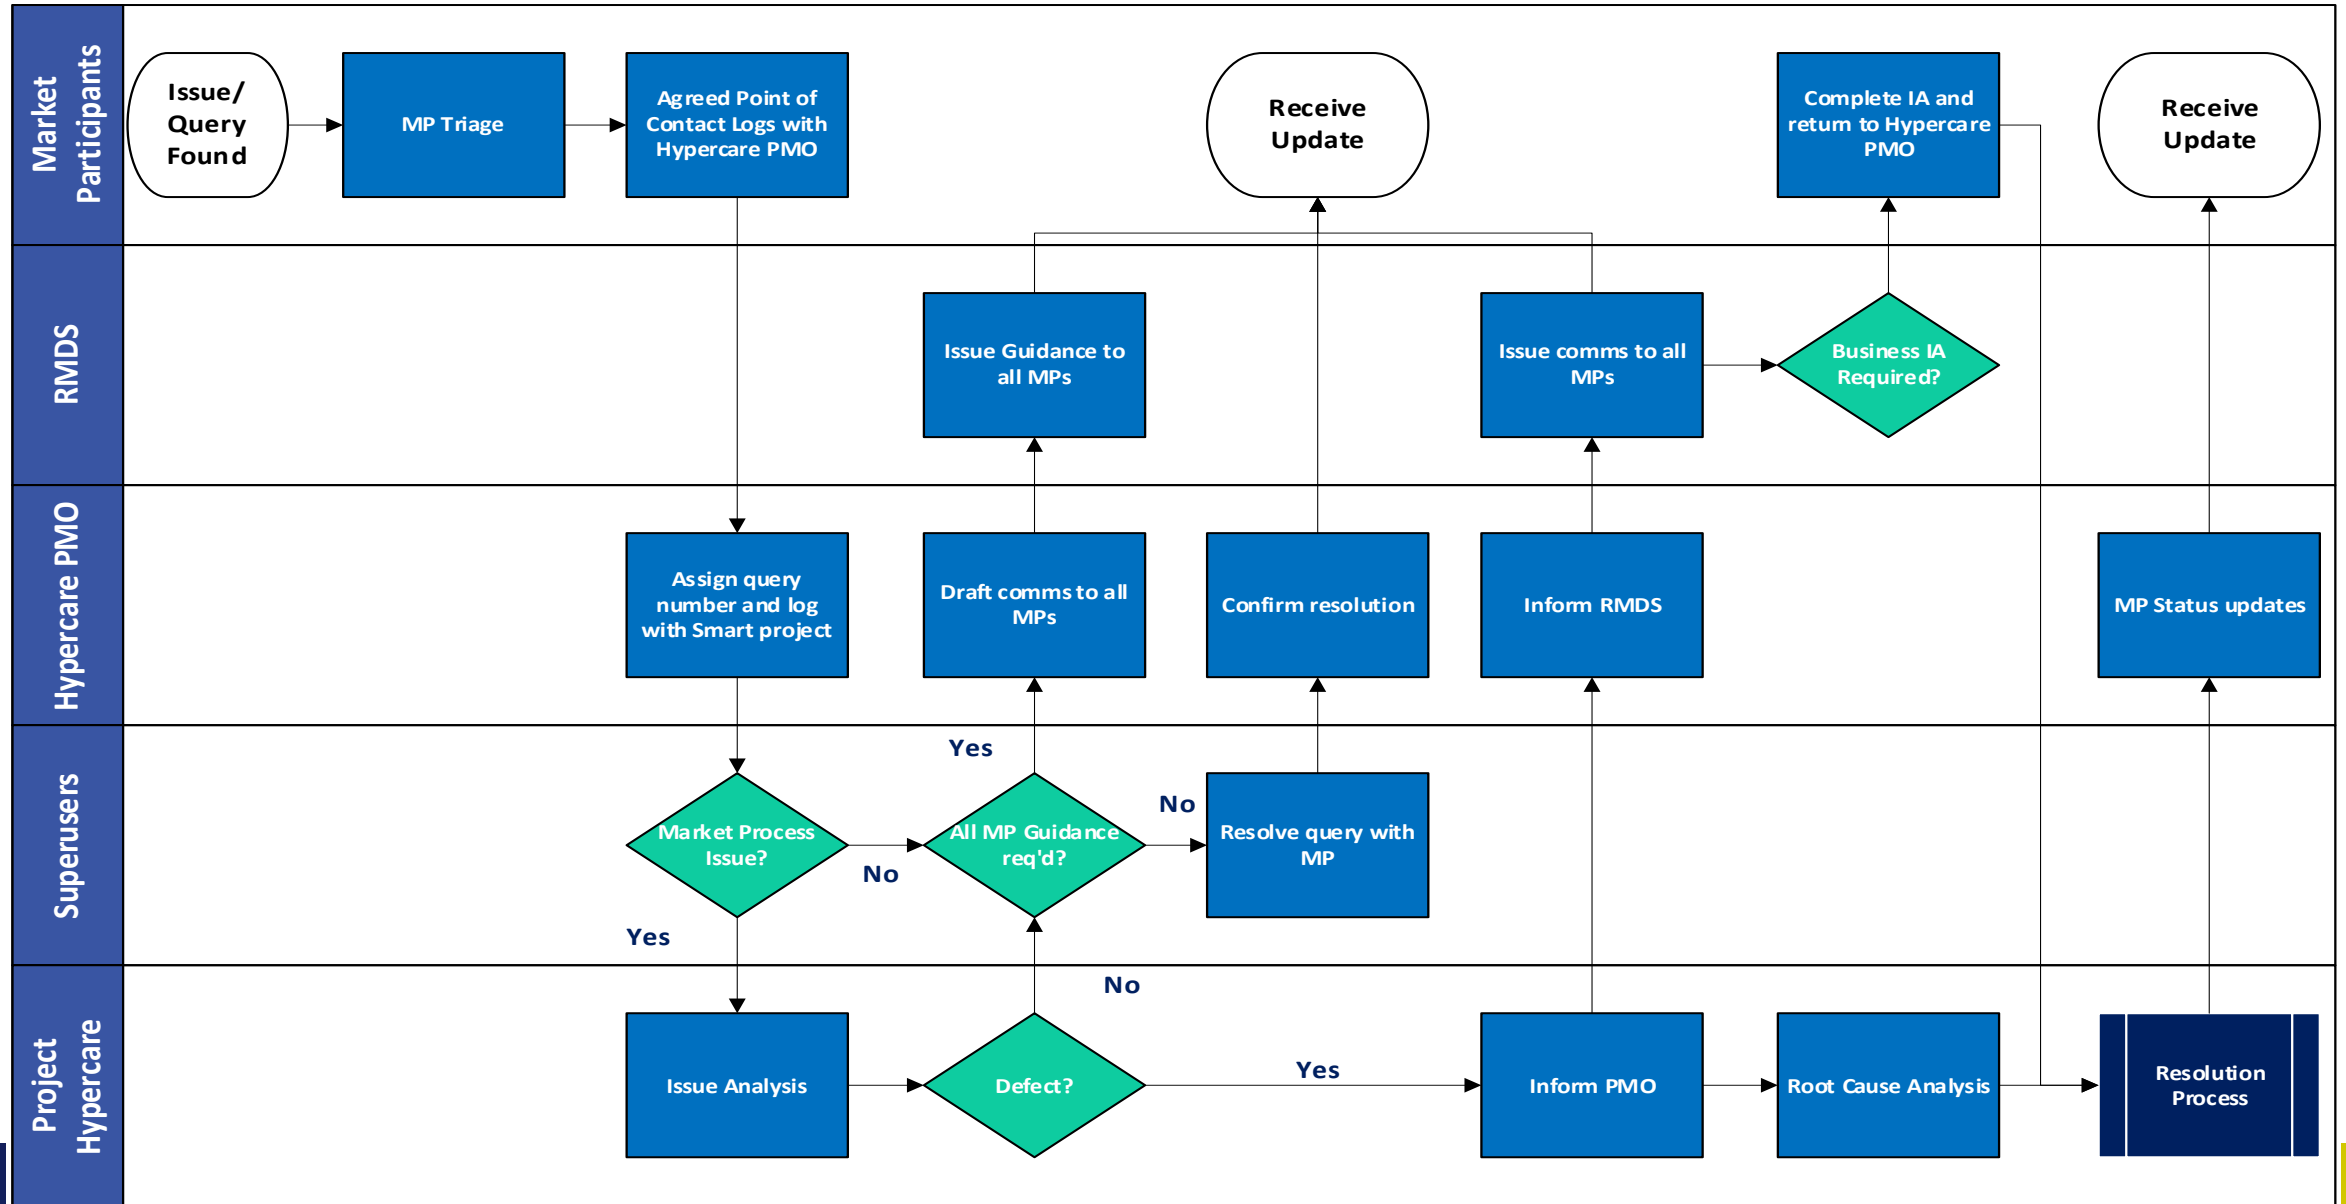 Market
Participants
Issue/
Query
Found
MP Triage
Agreed Point of
Contact Logs with
Hypercare PMO
Receive
Update
Complete IA and
return to Hypercare
PMO
Receive
Update
RMDS
Issue Guidance to
all MPs
Issue comms to all
MPs
Business IA
Required?
Hypercare PMO
Assign query
number and log
with Smart project
Draft comms to all
MPs
Confirm resolution
Inform RMDS
MP Status updates
Superusers
Market Process
Issue?
No
Yes
Yes
All MP Guidance
req'd?
No
Resolve query with
MP
Project
Hypercare
Issue Analysis
Defect?
No
Yes
Inform PMO
Root Cause Analysis
Resolution
Process